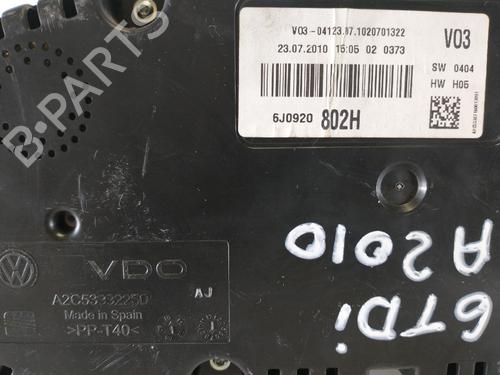 V03-04123.07.1020701322
V03
23.07.2010 15:05 02 0373
SW 0404
HW H05
6J0920 802H
B-PARTS
VDO
A2C53332250
AJ
Made in Spain
>PP-T40<
A2010
6TDi